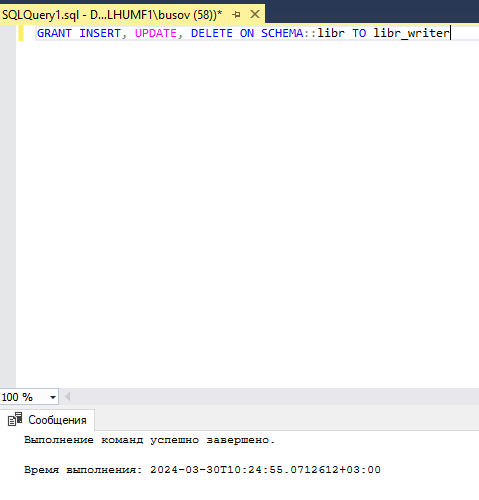 SQLQuery1.sql - D...LHUMF1\busov (58))*
GRANT INSERT, UPDATE, DELETE ON SCHEMA::libr TO libr_writer
100 %
Сообщения
Выполнение команд успешно завершено.
Время выполнения: 2024-03-30T10:24:55.0712612+03:00